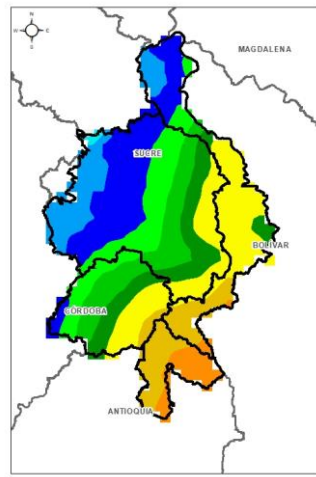 N
W E
S
MAGDALENA
SUCRE
BOLIVAR
CORDOBA
ANTIOQUIA